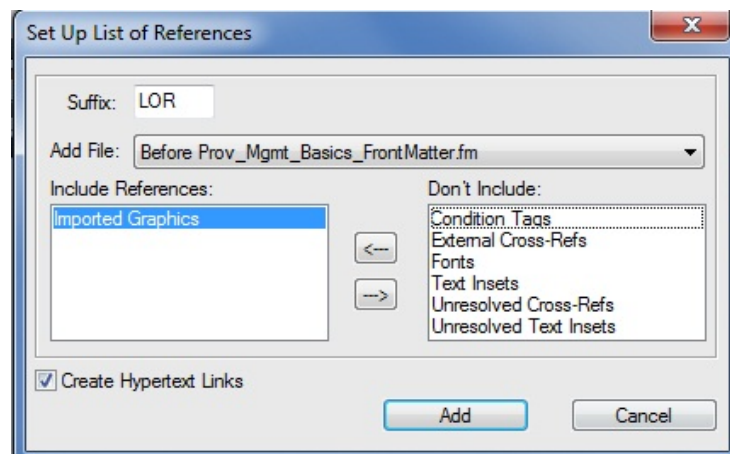 Set Up List of References
Suffix: LOR
Add File: Before Prov_Mgmt_Basics_FrontMatter.fm
Include References:
Imported Graphics
<---
--->
Don't Include:
Condition Tags
External Cross-Refs
Fonts
Text Insets
Unresolved Cross-Refs
Unresolved Text Insets
Create Hypertext Links
Add Cancel